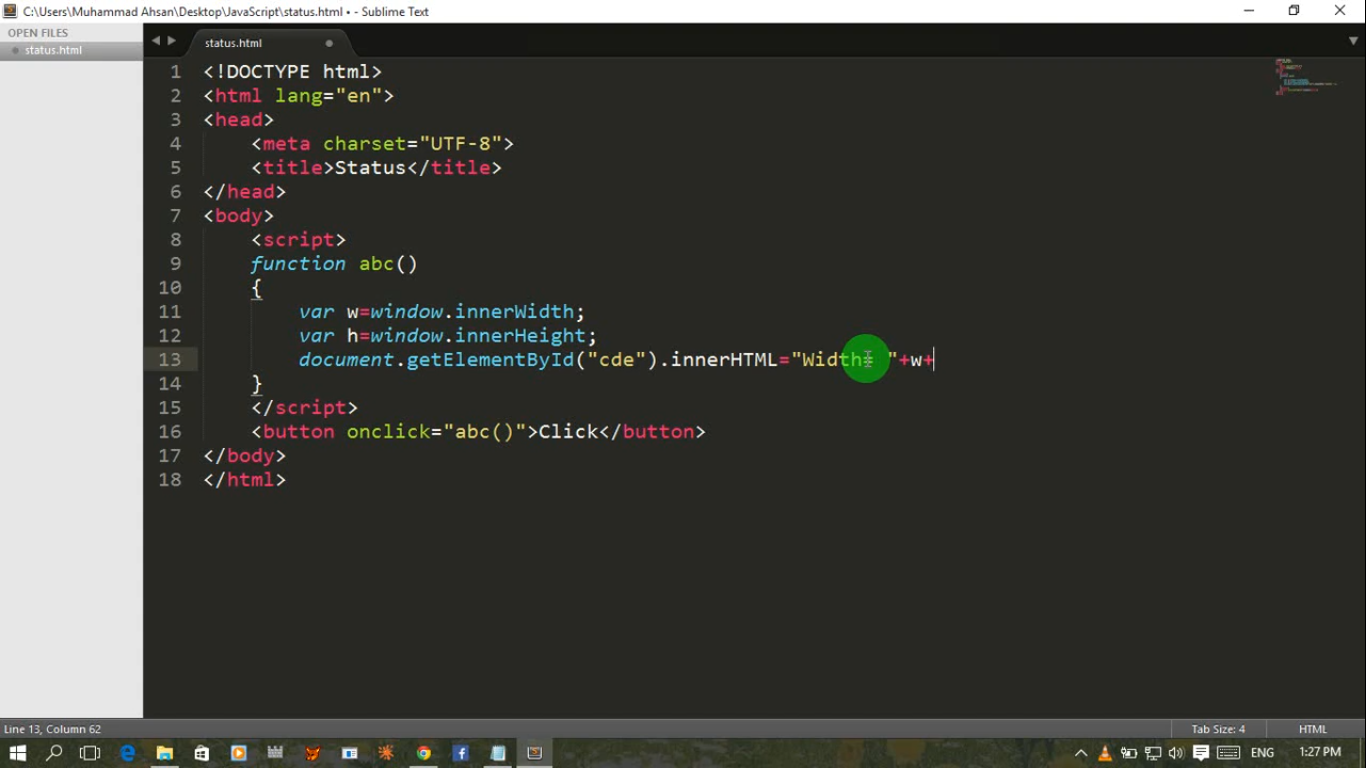 C:\Users\Muhammad Ahsan\Desktop\JavaScript\status.html • - Sublime Text
OPEN FILES
status.html
status.html
1 <!DOCTYPE html>
2 <html lang="en">
3 <head>
4 <meta charset="UTF-8">
5 <title>Status</title>
6 </head>
7 <body>
8 <script>
9 function abc()
10 {
11 var w=window.innerWidth;
12 var h=window.innerHeight;
13 document.getElementById("cde").innerHTML="Width: "+w+
14 }
15 </script>
16 <button onclick="abc()">Click</button>
17 </body>
18 </html>
Line 13, Column 62
Tab Size: 4
HTML
ENG
1:27 PM